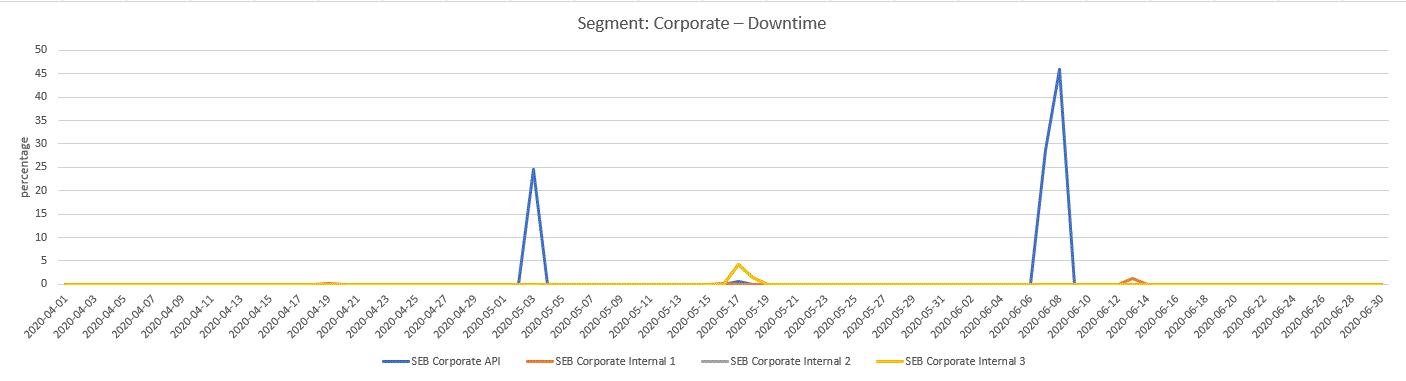 Segment: Corporate – Downtime
50
45
40
35
30
25
20
15
10
5
0
percentage
2020-04-01 2020-04-03 2020-04-05 2020-04-07 2020-04-09 2020-04-11 2020-04-13 2020-04-15 2020-04-17 2020-04-19 2020-04-21 2020-04-23 2020-04-25 2020-04-27 2020-04-29 2020-05-01 2020-05-03 2020-05-05 2020-05-07 2020-05-09 2020-05-11 2020-05-13 2020-05-15 2020-05-17 2020-05-19 2020-05-21 2020-05-23 2020-05-25 2020-05-27 2020-05-29 2020-05-31 2020-06-02 2020-06-04 2020-06-06 2020-06-08 2020-06-10 2020-06-12 2020-06-14 2020-06-16 2020-06-18 2020-06-20 2020-06-22 2020-06-24 2020-06-26 2020-06-28 2020-06-30
SEB Corporate API SEB Corporate Internal 1 SEB Corporate Internal 2 SEB Corporate Internal 3